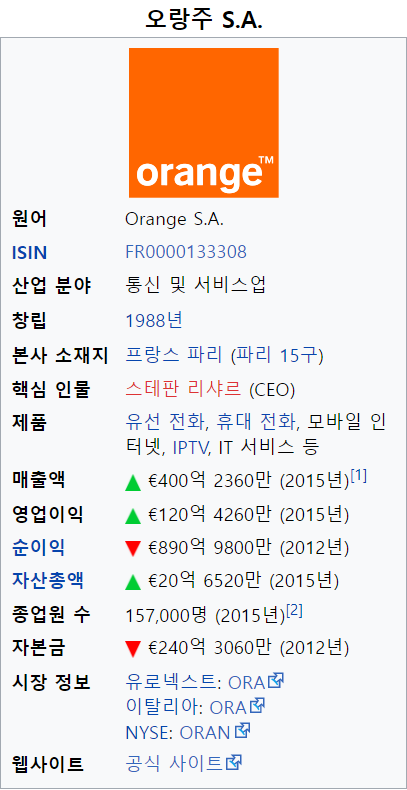 오랑주 S.A.
orange™
원어 Orange S.A.
ISIN FR0000133308
산업 분야 통신 및 서비스업
창립 1988년
본사 소재지 프랑스 파리 (파리 15구)
핵심 인물 스테판 리샤르 (CEO)
제품 유선 전화, 휴대 전화, 모바일 인
터넷, IPTV, IT 서비스 등
매출액 ▲ €400억 2360만 (2015년)[1]
영업이익 ▲ €120억 4260만 (2015년)
순이익 ▼ €890억 9800만 (2012년)
자산총액 ▲ €20억 6520만 (2015년)
종업원 수 157,000명 (2015년)[2]
자본금 ▼ €240억 3060만 (2012년)
시장 정보 유로넥스트: ORA
이탈리아: ORA
NYSE: ORAN
웹사이트 공식 사이트